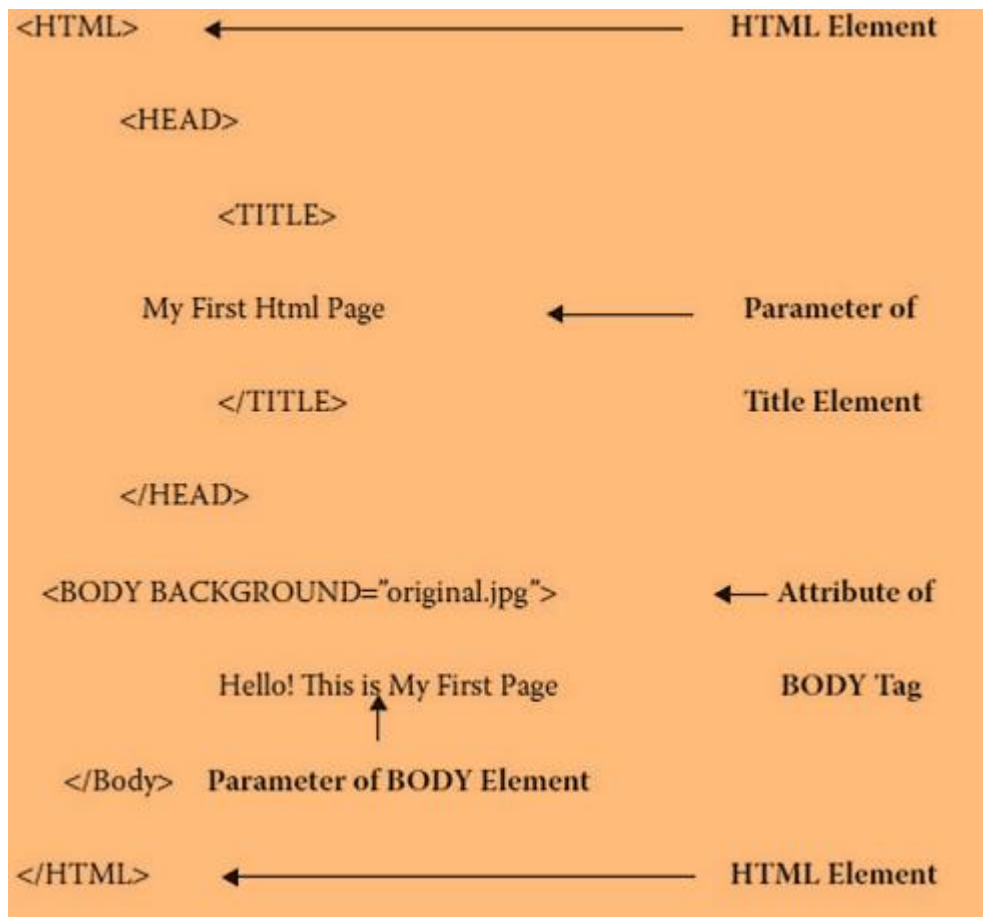 <HTML> HTML Element
<HEAD>
<TITLE>
My First Html Page Parameter of
</TITLE> Title Element
</HEAD>
<BODY BACKGROUND=”original.jpg”> Attribute of
Hello! This is My First Page BODY Tag
</Body> Parameter of BODY Element
</HTML> HTML Element